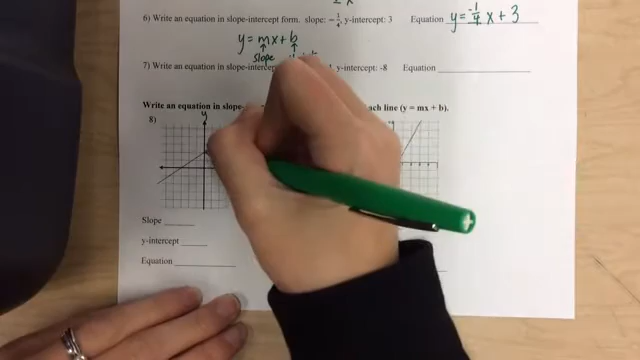 6) Write an equation in slope-intercept form. slope: -1/4, y-intercept: 3 Equation y = -1/4 x + 3
y = mx + b
slope
7) Write an equation in slope-intercept y-intercept: -8 Equation
Write an equation in slope- each line (y = mx + b).
8)
y
Slope
y-intercept
Equation